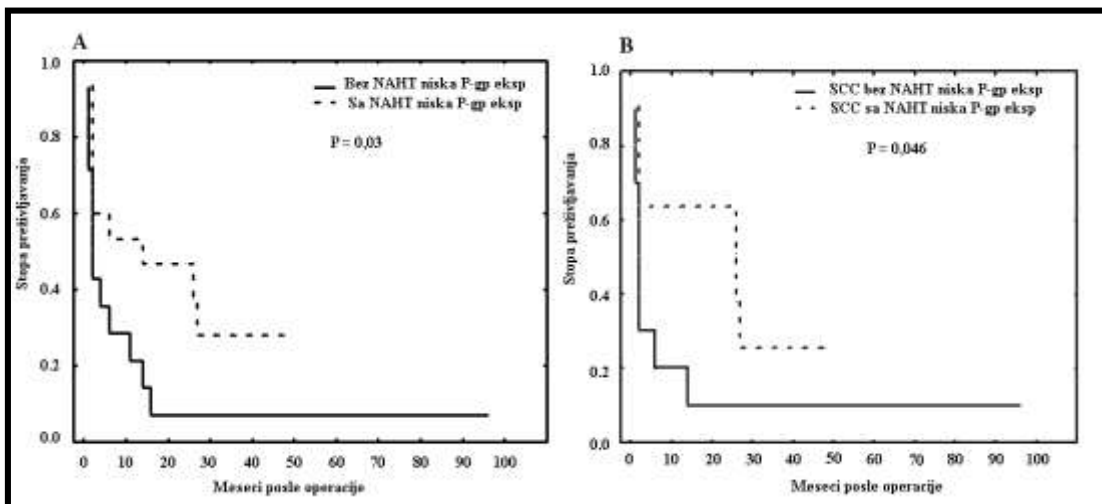 A
Bez NAHT niska P-gp eksp
Sa NAHT niska P-gp eksp
P = 0,03
Stopa preživljavanja
1.0
0.8
0.6
0.4
0.2
0.0
0 10 20 30 40 50 60 70 80 90 100
Meseci posle operacije
B
SCC bez NAHT niska P-gp eksp
SCC sa NAHT niska P-gp eksp
P = 0,046
Stopa preživljavanja
1.0
0.8
0.6
0.4
0.2
0.0
0 10 20 30 40 50 60 70 80 90 100
Meseci posle operacije